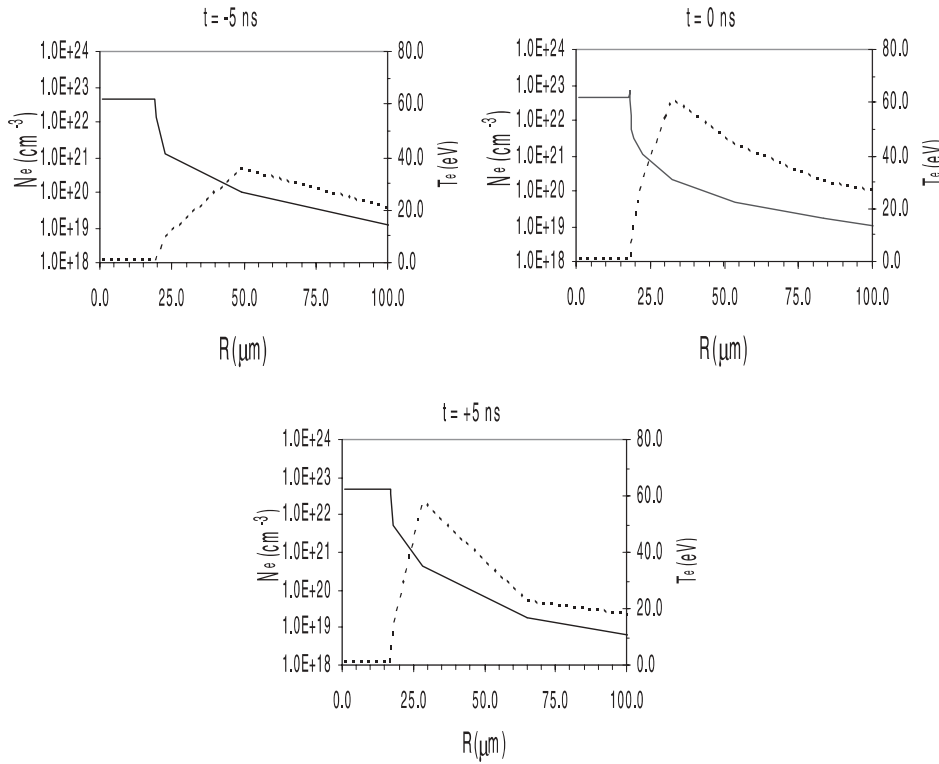 t = -5 ns
1.0E+24
1.0E+23
1.0E+22
1.0E+21
1.0E+20
1.0E+19
1.0E+18
Ne (cm-3)
80.0
60.0
40.0
20.0
0.0
Te (eV)
0.0 25.0 50.0 75.0 100.0
R(μm)
t = 0 ns
1.0E+24
1.0E+23
1.0E+22
1.0E+21
1.0E+20
1.0E+19
1.0E+18
Ne (cm-3)
80.0
60.0
40.0
20.0
0.0
Te (eV)
0.0 25.0 50.0 75.0 100.0
R(μm)
t = +5 ns
1.0E+24
1.0E+23
1.0E+22
1.0E+21
1.0E+20
1.0E+19
1.0E+18
Ne (cm-3)
80.0
60.0
40.0
20.0
0.0
Te (eV)
0.0 25.0 50.0 75.0 100.0
R(μm)